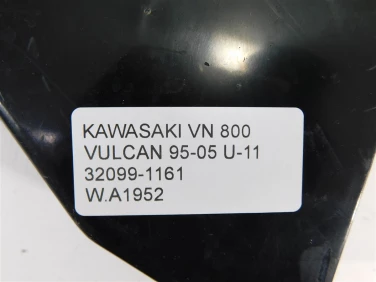 KAWASAKI VN 800
VULCAN 95-05 U-11
32099-1161
W.A1952